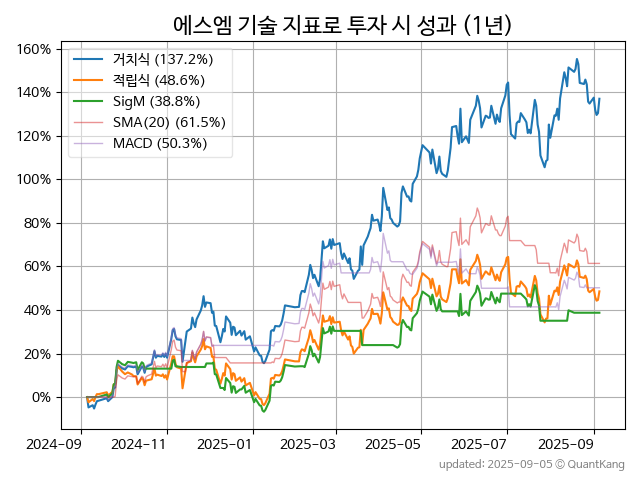 에스엠 기술 지표로 투자 시 성과 (1년)
160%
140%
120%
100%
80%
60%
40%
20%
0%
거치식 (137.2%)
적립식 (48.6%)
SigM (38.8%)
SMA(20) (61.5%)
MACD (50.3%)
2024-09
2024-11
2025-01
2025-03
2025-05
2025-07
2025-09
updated: 2025-09-05 © QuantKang